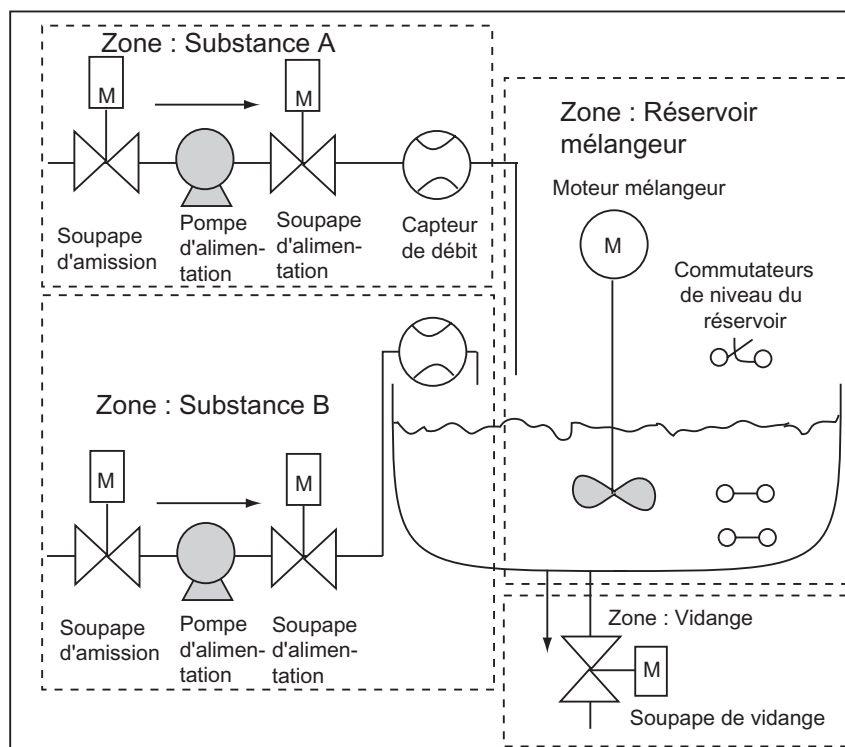 Zone : Substance A
M
M
Soupape
d'amission
Pompe
d'alimen-
tation
Soupape
d'alimen-
tation
Capteur
de débit
Zone : Réservoir
mélangeur
Moteur mélangeur
M
Commutateurs
de niveau du
réservoir
Zone : Substance B
M
M
Soupape
d'amission
Pompe
d'alimen-
tation
Soupape
d'alimen-
tation
Zone : Vidange
M
Soupape de vidange